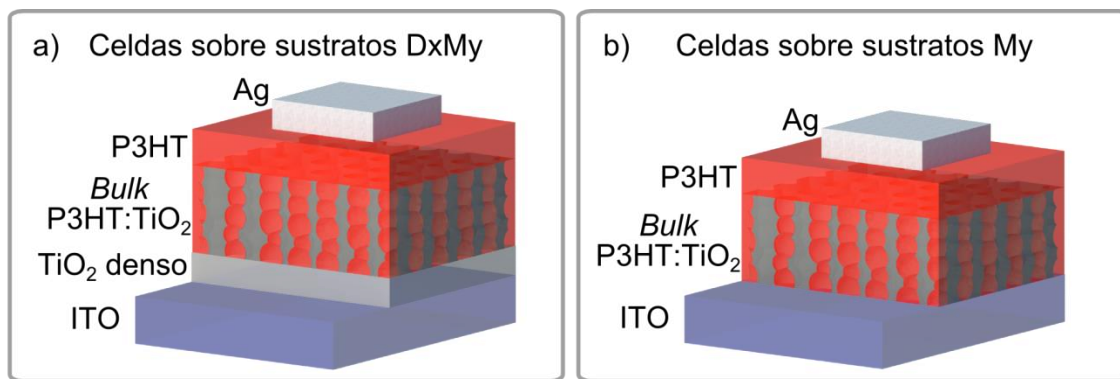 a) Celdas sobre sustratos DxMy
Ag
P3HT
Bulk
P3HT:TiO₂
TiO₂ denso
ITO
b) Celdas sobre sustratos My
Ag
P3HT
Bulk
P3HT:TiO₂
ITO